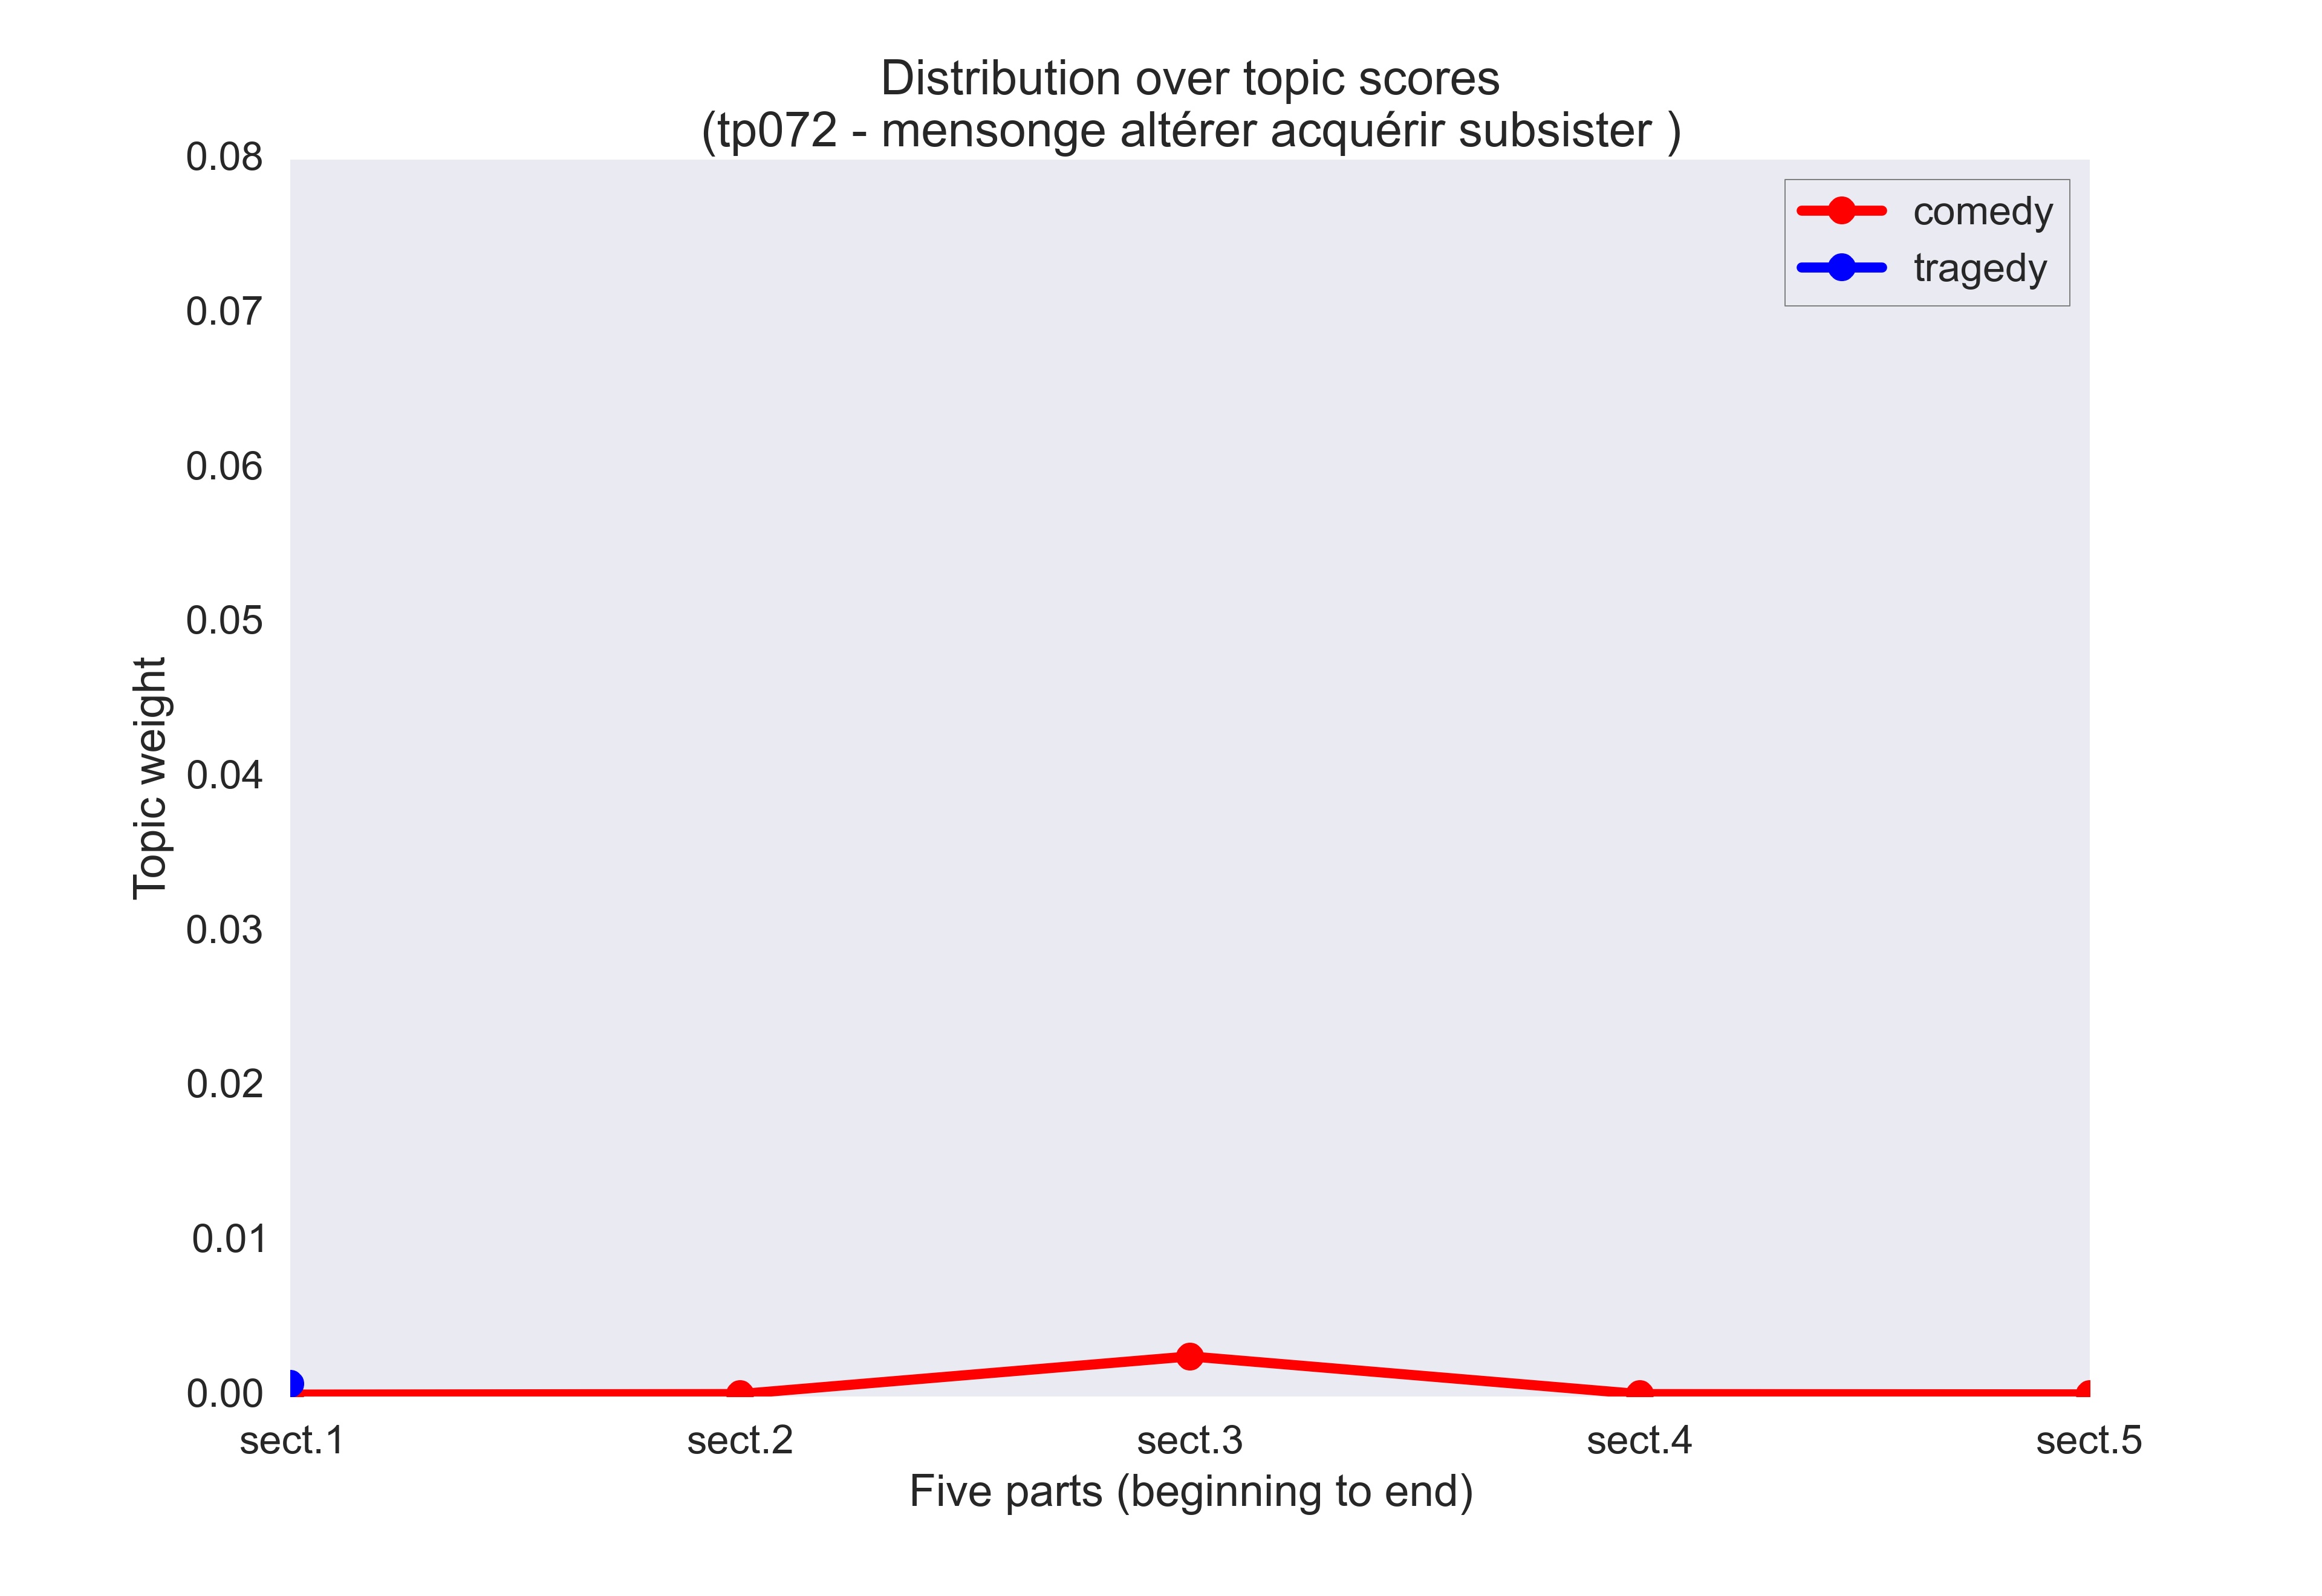 Distribution over topic scores
(tp072 - mensonge altérer acquérir subsister )
comedy
tragedy
0.08
0.07
0.06
0.05
0.04
0.03
0.02
0.01
0.00
Topic weight
sect.1
sect.2
sect.3
sect.4
sect.5
Five parts (beginning to end)